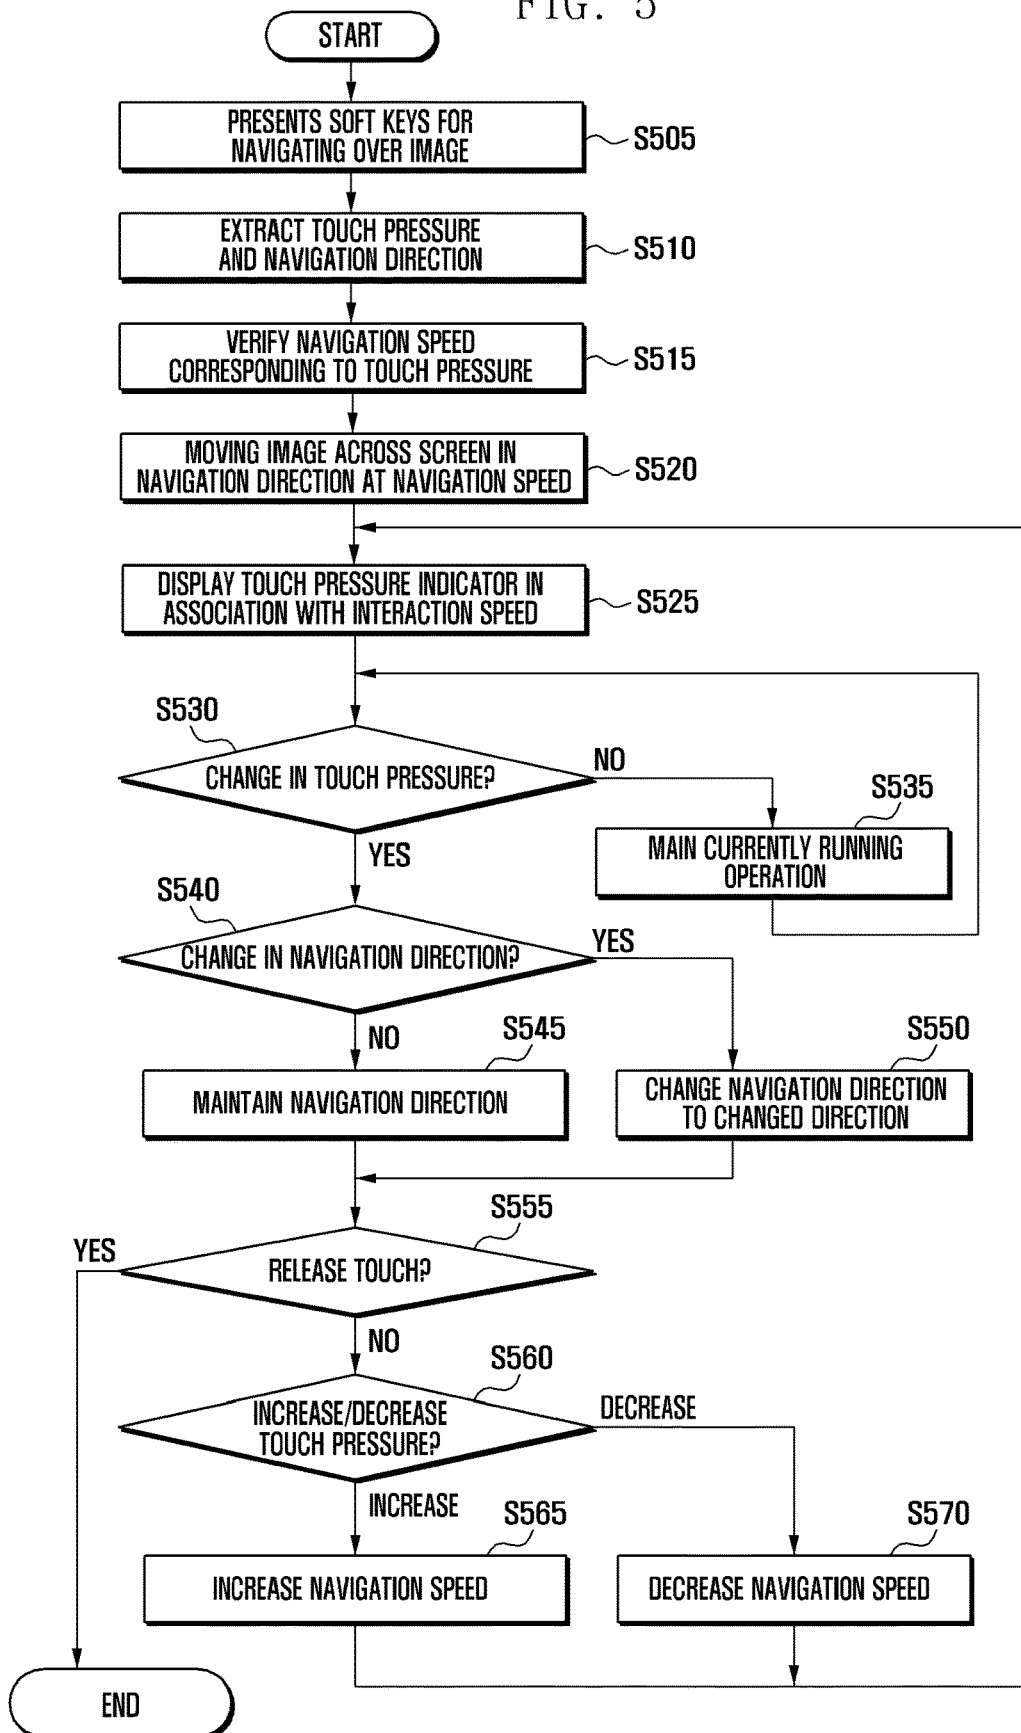 FIG. 5
START
PRESENTS SOFT KEYS FOR
NAVIGATING OVER IMAGE
S505
EXTRACT TOUCH PRESSURE
AND NAVIGATION DIRECTION
S510
VERIFY NAVIGATION SPEED
CORRESPONDING TO TOUCH PRESSURE
S515
MOVING IMAGE ACROSS SCREEN IN
NAVIGATION DIRECTION AT NAVIGATION SPEED
S520
DISPLAY TOUCH PRESSURE INDICATOR IN
ASSOCIATION WITH INTERACTION SPEED
S525
S530
CHANGE IN TOUCH PRESSURE?
NO
S535
MAIN CURRENTLY RUNNING
OPERATION
YES
S540
CHANGE IN NAVIGATION DIRECTION?
YES
NO
S545
MAINTAIN NAVIGATION DIRECTION
S550
CHANGE NAVIGATION DIRECTION
TO CHANGED DIRECTION
S555
YES
RELEASE TOUCH?
NO
S560
INCREASE/DECREASE
TOUCH PRESSURE?
DECREASE
INCREASE
S565
INCREASE NAVIGATION SPEED
S570
DECREASE NAVIGATION SPEED
END